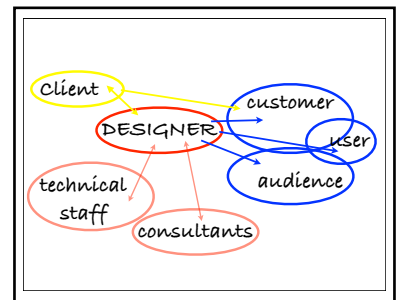 Client
customer
DESIGNER
user
technical
staff
audience
consultants